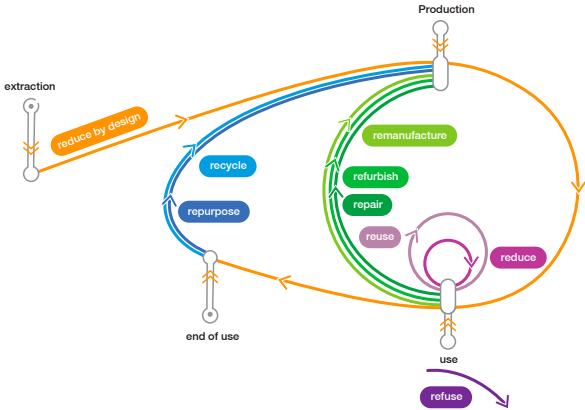 Production
extraction
reduce by design
remanufacture
recycle
refurbish
repair
repurpose
reuse
reduce
end of use
use
refuse